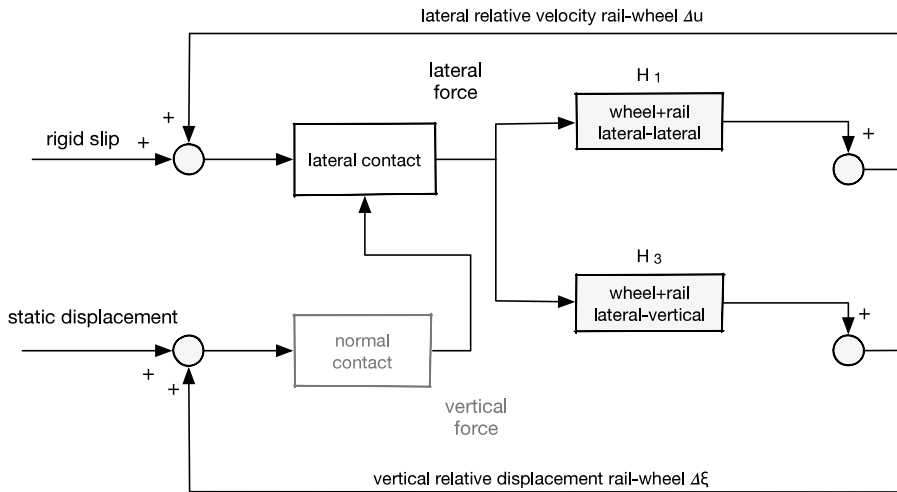 lateral relative velocity rail-wheel Δu
lateral
force
H 1
+
rigid slip
+
lateral contact
wheel+rail
lateral-lateral
+
H 3
static displacement
normal
contact
wheel+rail
lateral-vertical
+
+
+
vertical
force
vertical relative displacement rail-wheel Δξ